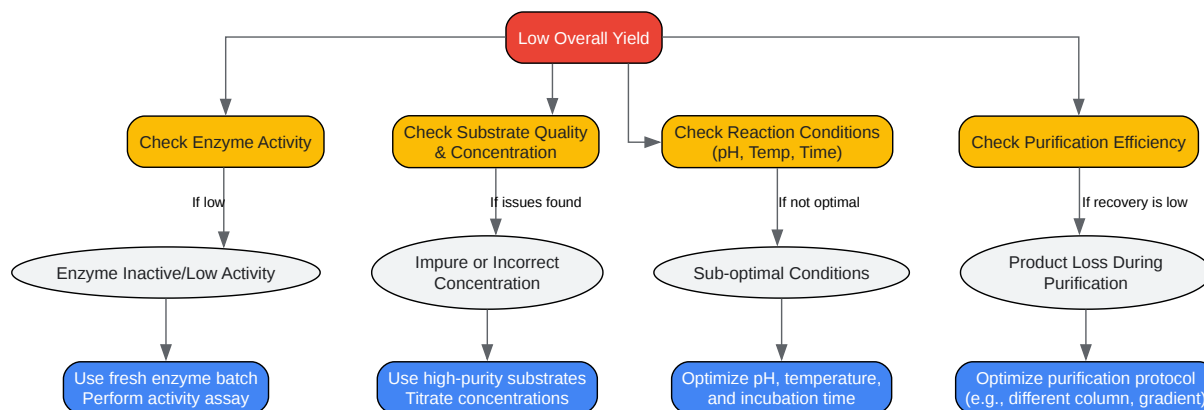 Low Overall Yield
Check Enzyme Activity
Check Substrate Quality
& Concentration
Check Reaction Conditions
(pH, Temp, Time)
Check Purification Efficiency
If low
If issues found
If not optimal
If recovery is low
Enzyme Inactive/Low Activity
Impure or Incorrect
Concentration
Sub-optimal Conditions
Product Loss During
Purification
Use fresh enzyme batch
Perform activity assay
Use high-purity substrates
Titrate concentrations
Optimize pH, temperature,
and incubation time
Optimize purification protocol
(e.g., different column, gradient)